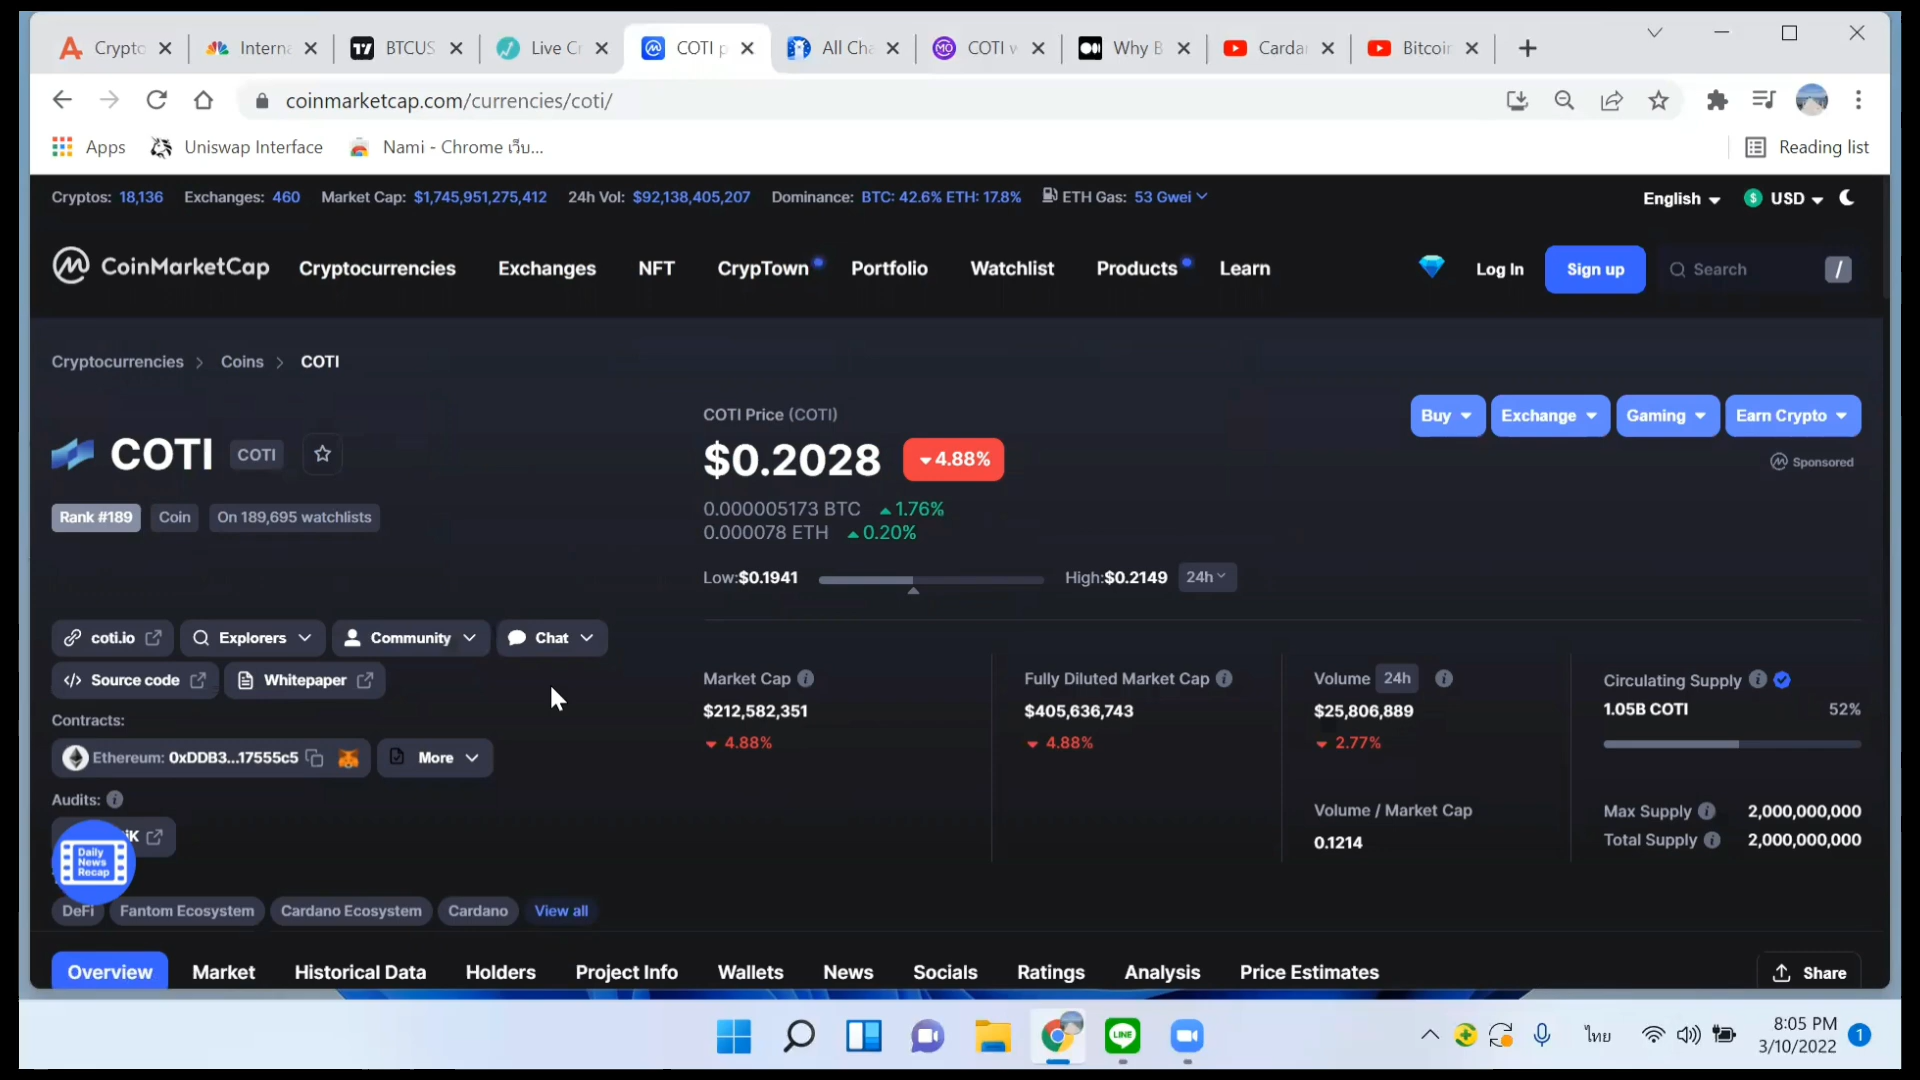 Crypto
Interna
BTCUS
Live Cr
COTI p
All Cha
COTI v
Why B
Cardar
Bitcoin
coinmarketcap.com/currencies/coti/
Apps
Uniswap Interface
Nami - Chrome เว็บ...
Reading list
Cryptos: 18,136 Exchanges: 460 Market Cap: $1,745,951,275,412 24h Vol: $92,138,405,207 Dominance: BTC: 42.6% ETH: 17.8% ETH Gas: 53 Gwei
English
USD
CoinMarketCap
Cryptocurrencies
Exchanges
NFT
CrypTown
Portfolio
Watchlist
Products
Learn
Log In
Sign up
Search
/
Cryptocurrencies > Coins > COTI
COTI COTI
Rank #189
Coin
On 189,695 watchlists
COTI Price (COTI)
$0.2028 4.88%
0.000005173 BTC 1.76%
0.000078 ETH 0.20%
Low:$0.1941
High:$0.2149
24h
Buy
Exchange
Gaming
Earn Crypto
Sponsored
coti.io
Explorers
Community
Chat
Source code
Whitepaper
Contracts:
Ethereum: 0xDDB3...17555c5
More
Audits:
iK
Daily
News
Recap
DeFi
Fantom Ecosystem
Cardano Ecosystem
Cardano
View all
Market Cap
$212,582,351
4.88%
Fully Diluted Market Cap
$405,636,743
4.88%
Volume 24h
$25,806,889
2.77%
Volume / Market Cap
0.1214
Circulating Supply
1.05B COTI 52%
Max Supply 2,000,000,000
Total Supply 2,000,000,000
Overview
Market
Historical Data
Holders
Project Info
Wallets
News
Socials
Ratings
Analysis
Price Estimates
Share
LINE
ไทย
8:05 PM
3/10/2022
1